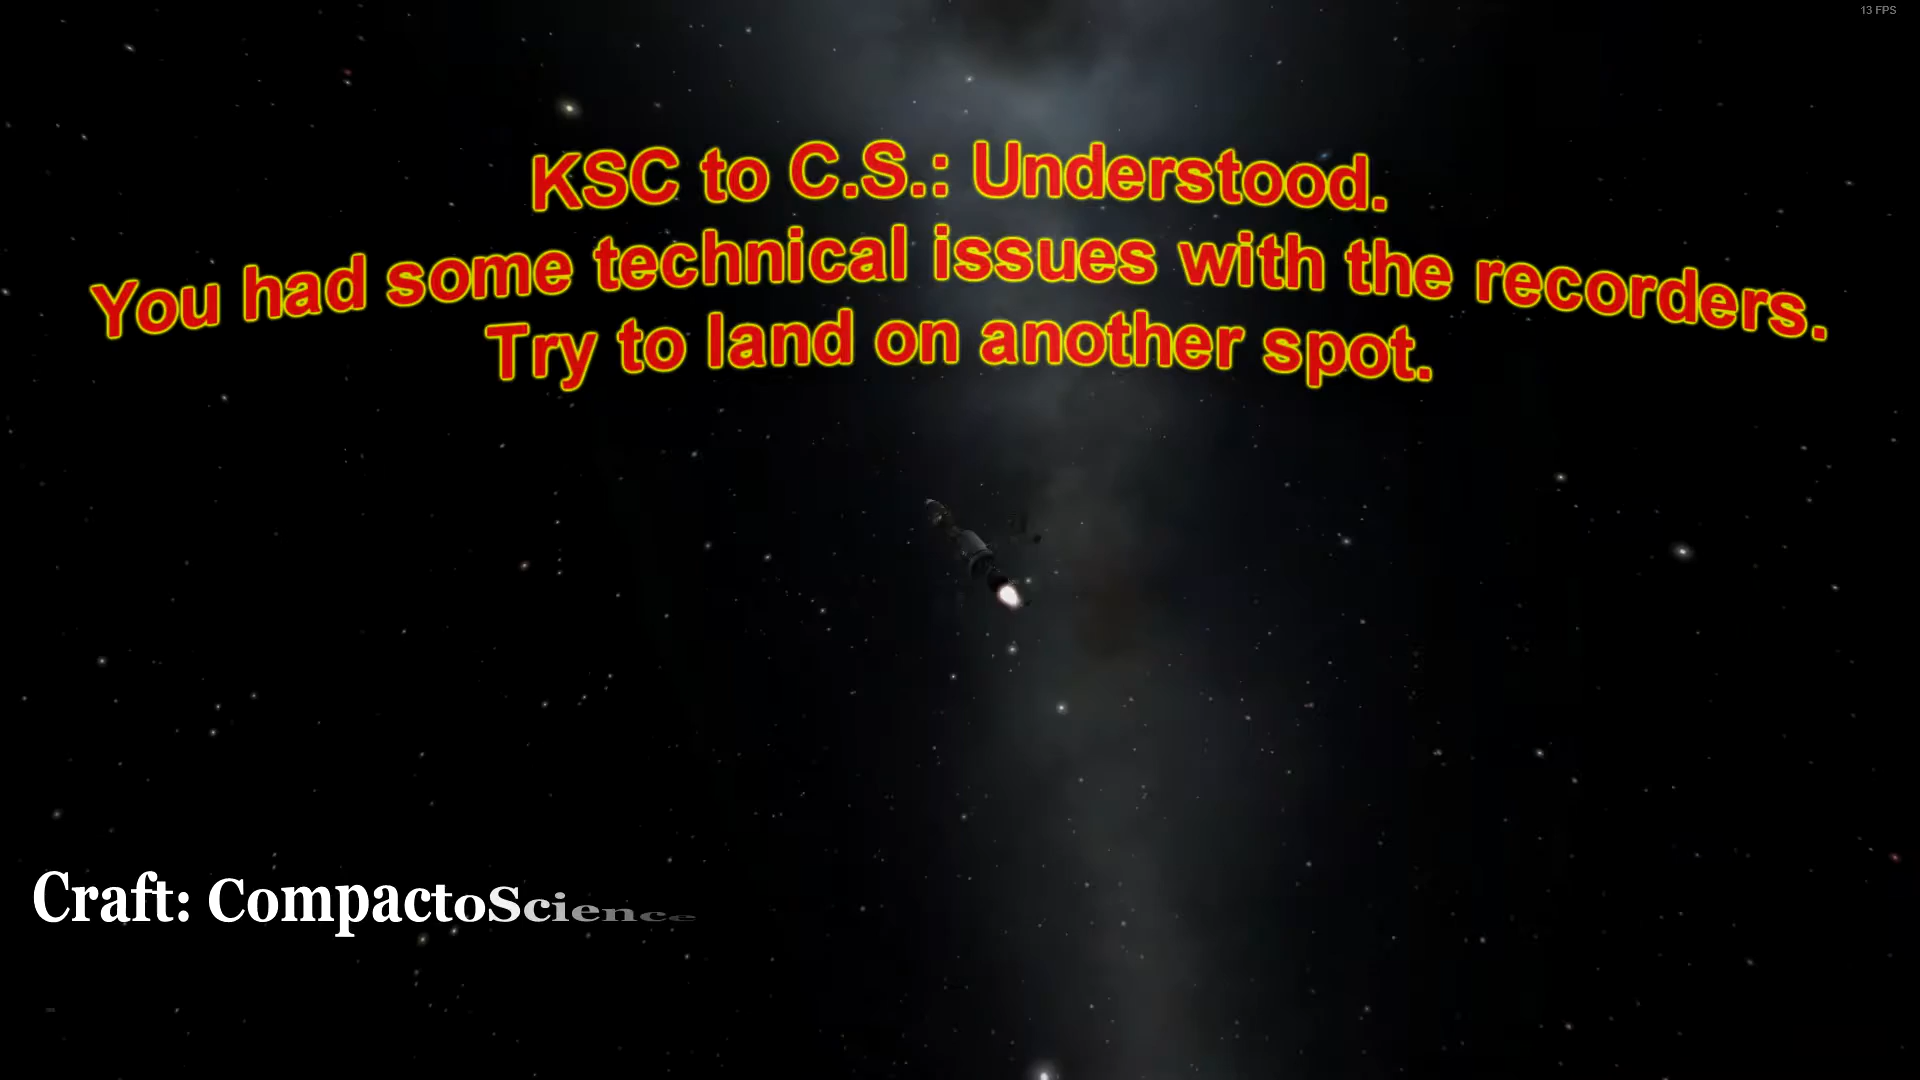 13 FPS
KSC to C.S.: Understood.
You had some technical issues with the recorders.
Try to land on another spot.
Craft: CompactoScience